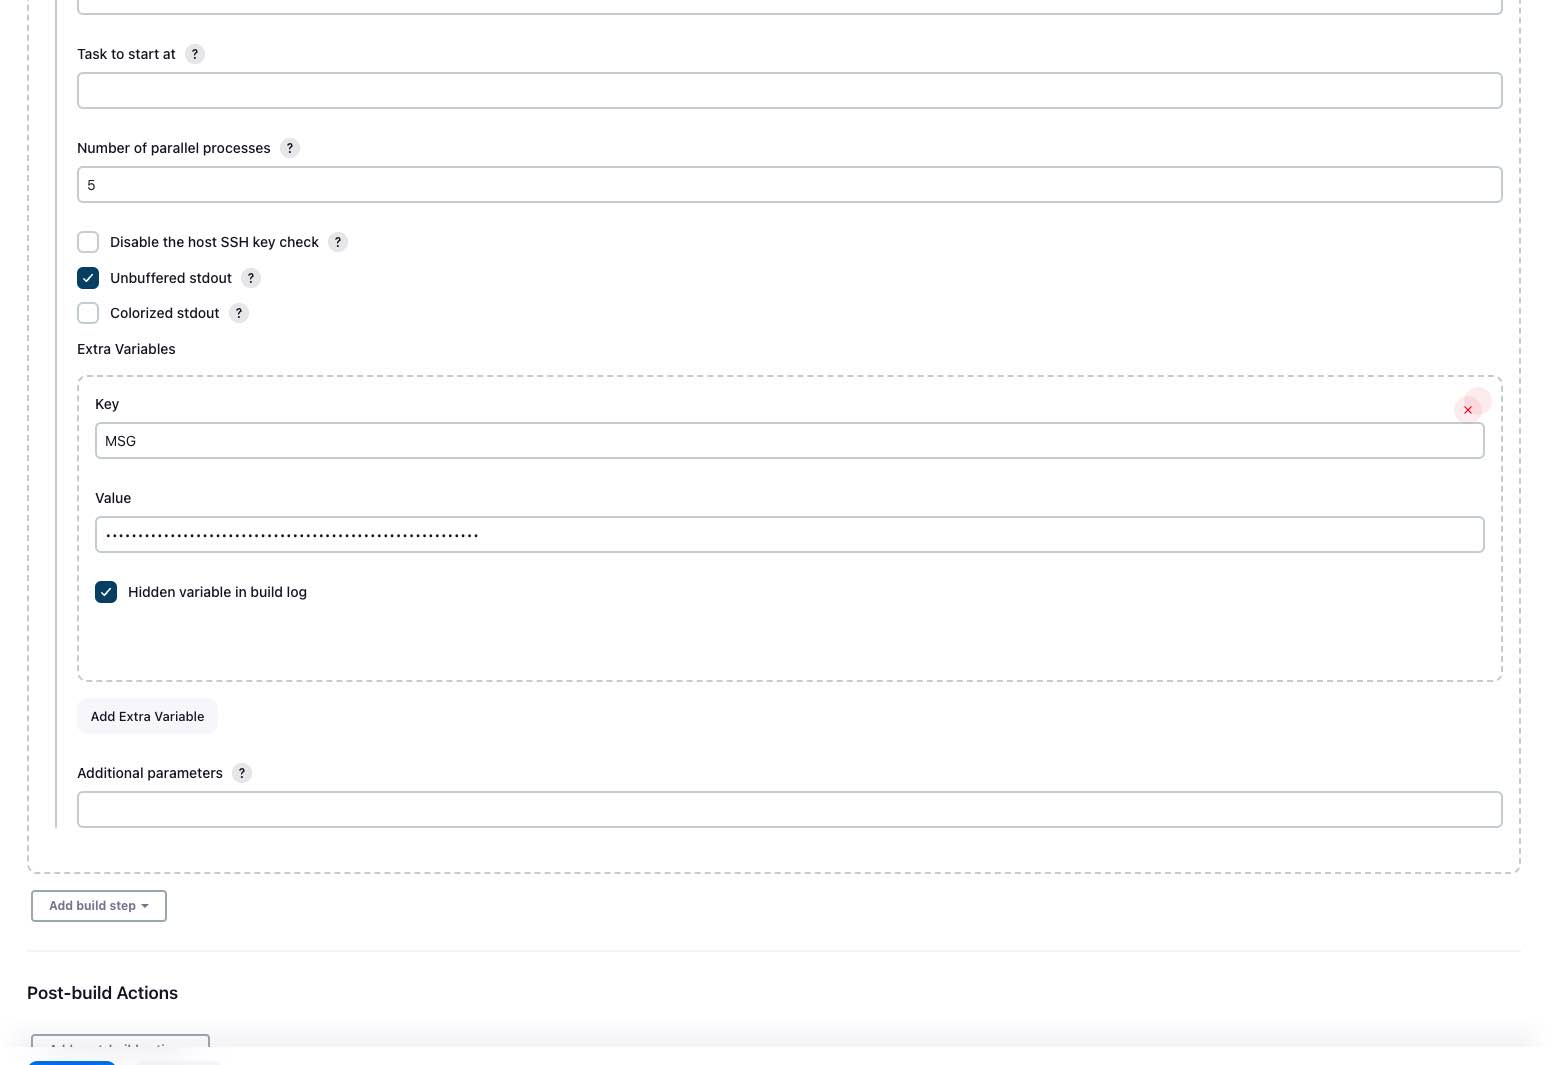 Task to start at ?
Number of parallel processes ?
5
Disable the host SSH key check ?
Unbuffered stdout ?
Colorized stdout ?
Extra Variables
Key
MSG
Value
Hidden variable in build log
Add Extra Variable
Additional parameters ?
Add build step
Post-build Actions